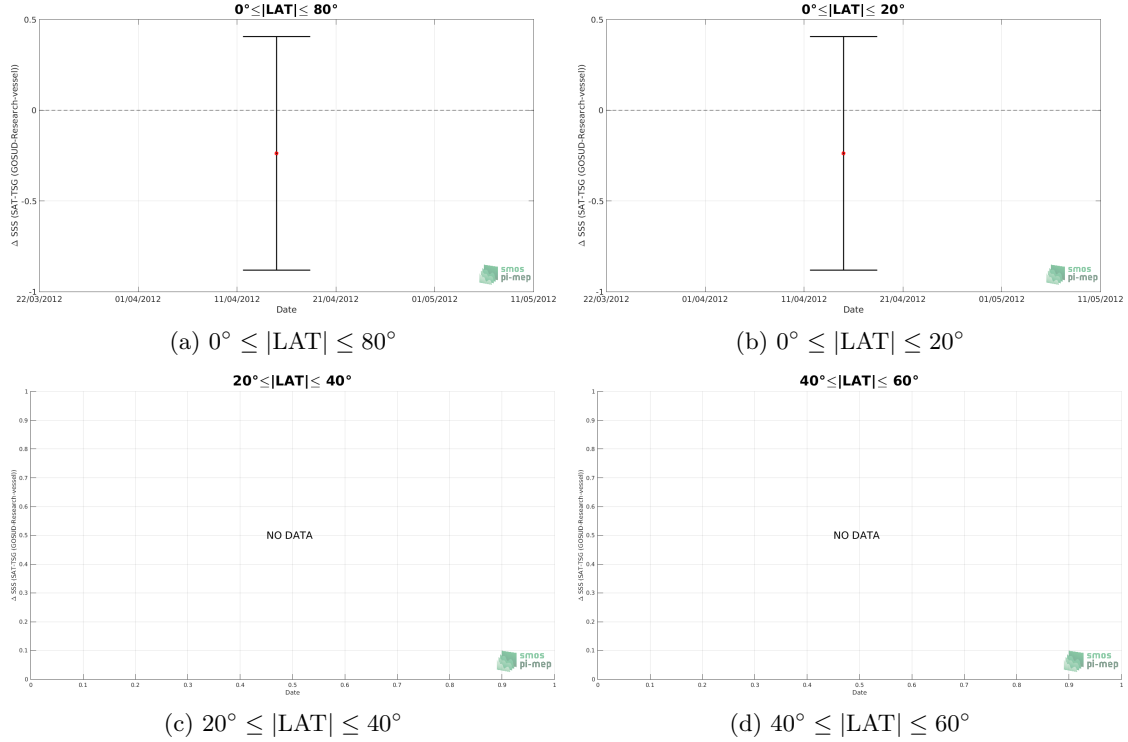 0°≤|LAT|≤ 80°
0.5
0
-0.5
-1
Δ SSS (SAT-TSG (GOSUD-Research-vessel))
22/03/2012 01/04/2012 11/04/2012 21/04/2012 01/05/2012 11/05/2012
Date
smos
pi-mep
(a) 0° ≤ |LAT| ≤ 80°
0°≤|LAT|≤ 20°
0.5
0
-0.5
-1
Δ SSS (SAT-TSG (GOSUD-Research-vessel))
22/03/2012 01/04/2012 11/04/2012 21/04/2012 01/05/2012 11/05/2012
Date
smos
pi-mep
(b) 0° ≤ |LAT| ≤ 20°
20°≤|LAT|≤ 40°
1
0.9
0.8
0.7
0.6
0.5
0.4
0.3
0.2
0.1
0
Δ SSS (SAT-TSG (GOSUD-Research-vessel))
NO DATA
0 0.1 0.2 0.3 0.4 0.5 0.6 0.7 0.8 0.9 1
Date
smos
pi-mep
(c) 20° ≤ |LAT| ≤ 40°
40°≤|LAT|≤ 60°
1
0.9
0.8
0.7
0.6
0.5
0.4
0.3
0.2
0.1
0
Δ SSS (SAT-TSG (GOSUD-Research-vessel))
NO DATA
0 0.1 0.2 0.3 0.4 0.5 0.6 0.7 0.8 0.9 1
Date
smos
pi-mep
(d) 40° ≤ |LAT| ≤ 60°